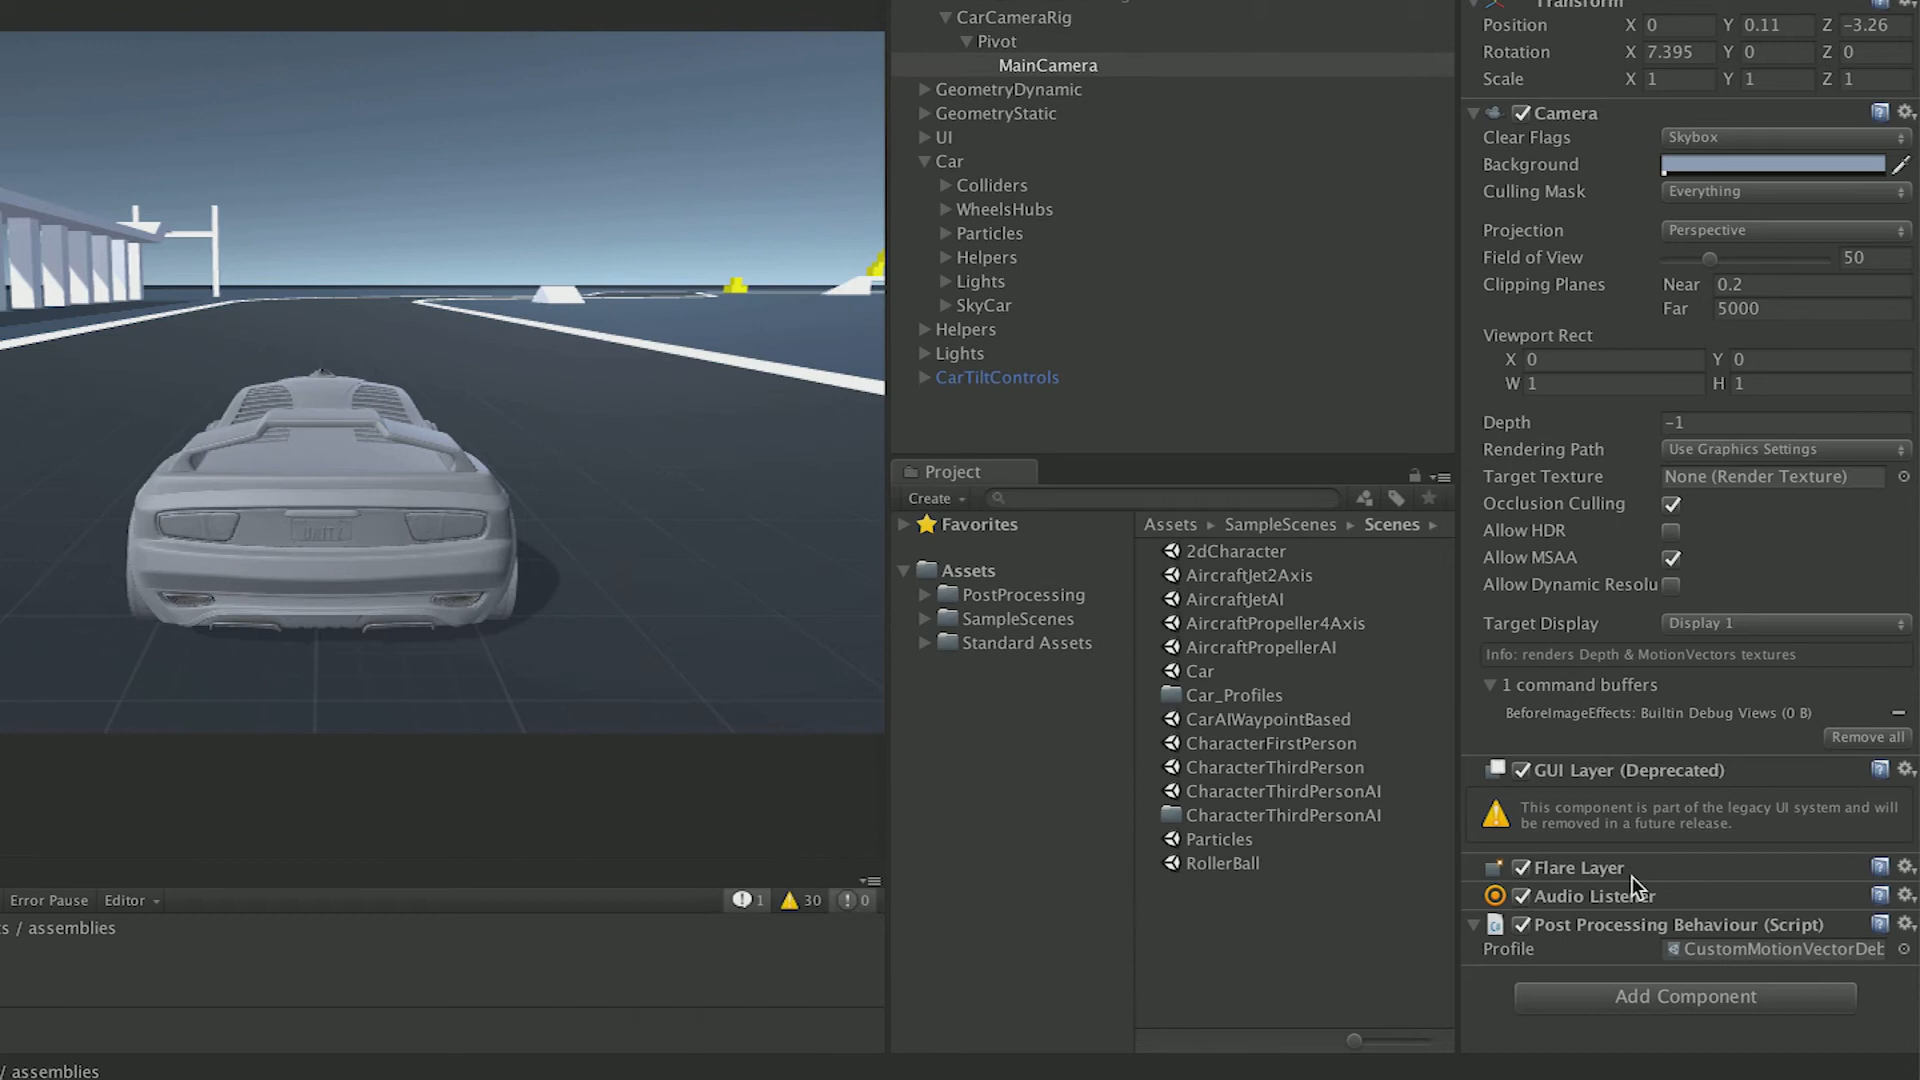 CarCameraRig
Pivot
MainCamera
GeometryDynamic
GeometryStatic
UI
Car
Colliders
WheelsHubs
Particles
Helpers
Lights
SkyCar
Helpers
Lights
CarTiltControls
Project
Create
Favorites
Assets
PostProcessing
SampleScenes
Standard Assets
Assets ▸ SampleScenes ▸ Scenes ▸
2dCharacter
AircraftJet2Axis
AircraftJetAI
AircraftPropeller4Axis
AircraftPropellerAI
Car
Car_Profiles
CarAIWaypointBased
CharacterFirstPerson
CharacterThirdPerson
CharacterThirdPersonAI
CharacterThirdPersonAI
Particles
RollerBall
Transform
Position X 0 Y 0.11 Z -3.26
Rotation X 7.395 Y 0 Z 0
Scale X 1 Y 1 Z 1
Camera
Clear Flags Skybox
Background
Culling Mask Everything
Projection Perspective
Field of View 50
Clipping Planes Near 0.2
Far 5000
Viewport Rect
X 0 Y 0
W 1 H 1
Depth -1
Rendering Path Use Graphics Settings
Target Texture None (Render Texture)
Occlusion Culling
Allow HDR
Allow MSAA
Allow Dynamic Resolu
Target Display Display 1
Info: renders Depth & MotionVectors textures
1 command buffers
BeforeImageEffects: Builtin Debug Views (0 B)
Remove all
GUI Layer (Deprecated)
This component is part of the legacy UI system and will
be removed in a future release.
Flare Layer
Audio Listener
Post Processing Behaviour (Script)
Profile CustomMotionVectorDeb
Add Component
UNITY
Error Pause Editor 1 30 0
s / assemblies
/ assemblies